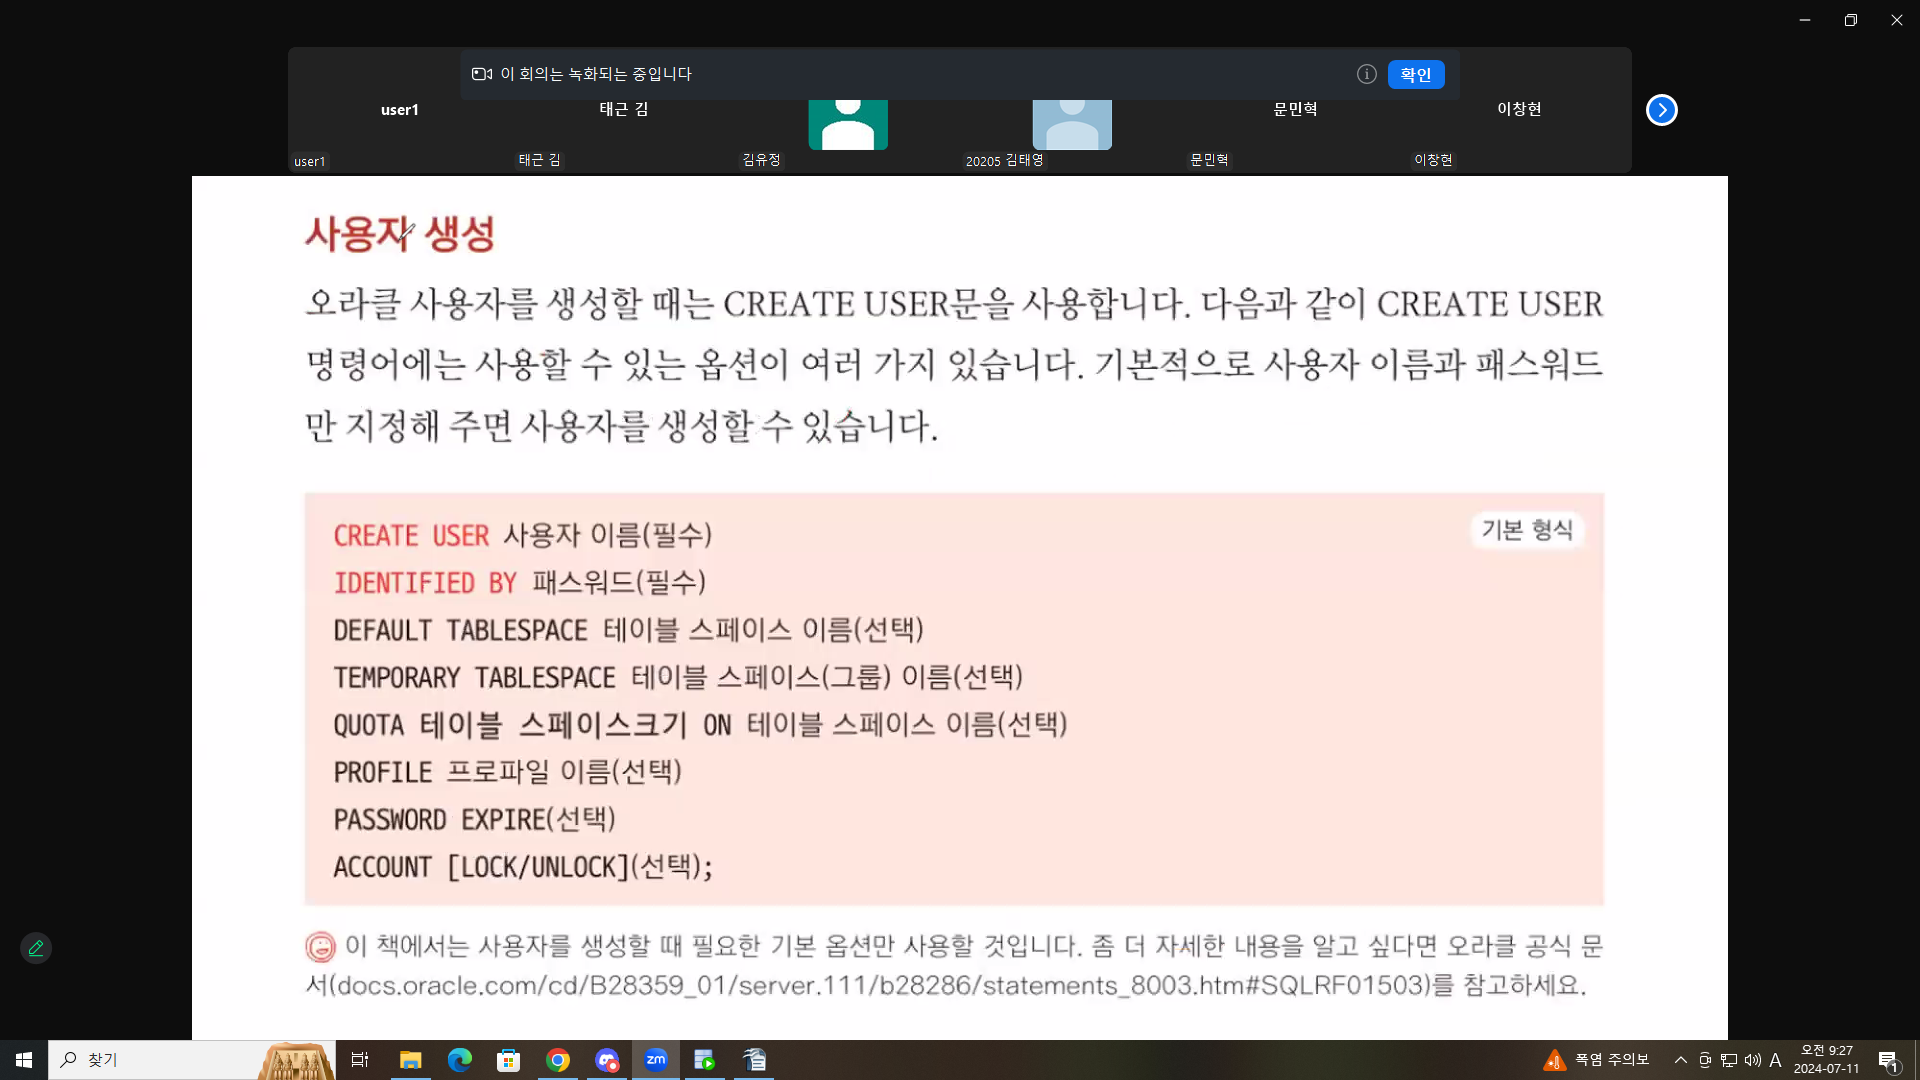 이 회의는 녹화되는 중입니다
확인
user1
태근 김
문민혁
이창현
user1
태근 김
김유정
20205 김태영
문민혁
이창현
사용자 생성
오라클 사용자를 생성할 때는 CREATE USER문을 사용합니다. 다음과 같이 CREATE USER
명령어에는 사용할 수 있는 옵션이 여러 가지 있습니다. 기본적으로 사용자 이름과 패스워드
만 지정해 주면 사용자를 생성할 수 있습니다.
기본 형식
CREATE USER 사용자 이름(필수)
IDENTIFIED BY 패스워드(필수)
DEFAULT TABLESPACE 테이블 스페이스 이름(선택)
TEMPORARY TABLESPACE 테이블 스페이스(그룹) 이름(선택)
QUOTA 테이블 스페이스크기 ON 테이블 스페이스 이름(선택)
PROFILE 프로파일 이름(선택)
PASSWORD EXPIRE(선택)
ACCOUNT [LOCK/UNLOCK](선택);
이 책에서는 사용자를 생성할 때 필요한 기본 옵션만 사용할 것입니다. 좀 더 자세한 내용을 알고 싶다면 오라클 공식 문
서(docs.oracle.com/cd/B28359_01/server.111/b28286/statements_8003.htm#SQLRF01503)를 참고하세요.
찾기
zm
폭염 주의보
A
오전 9:27
2024-07-11
1